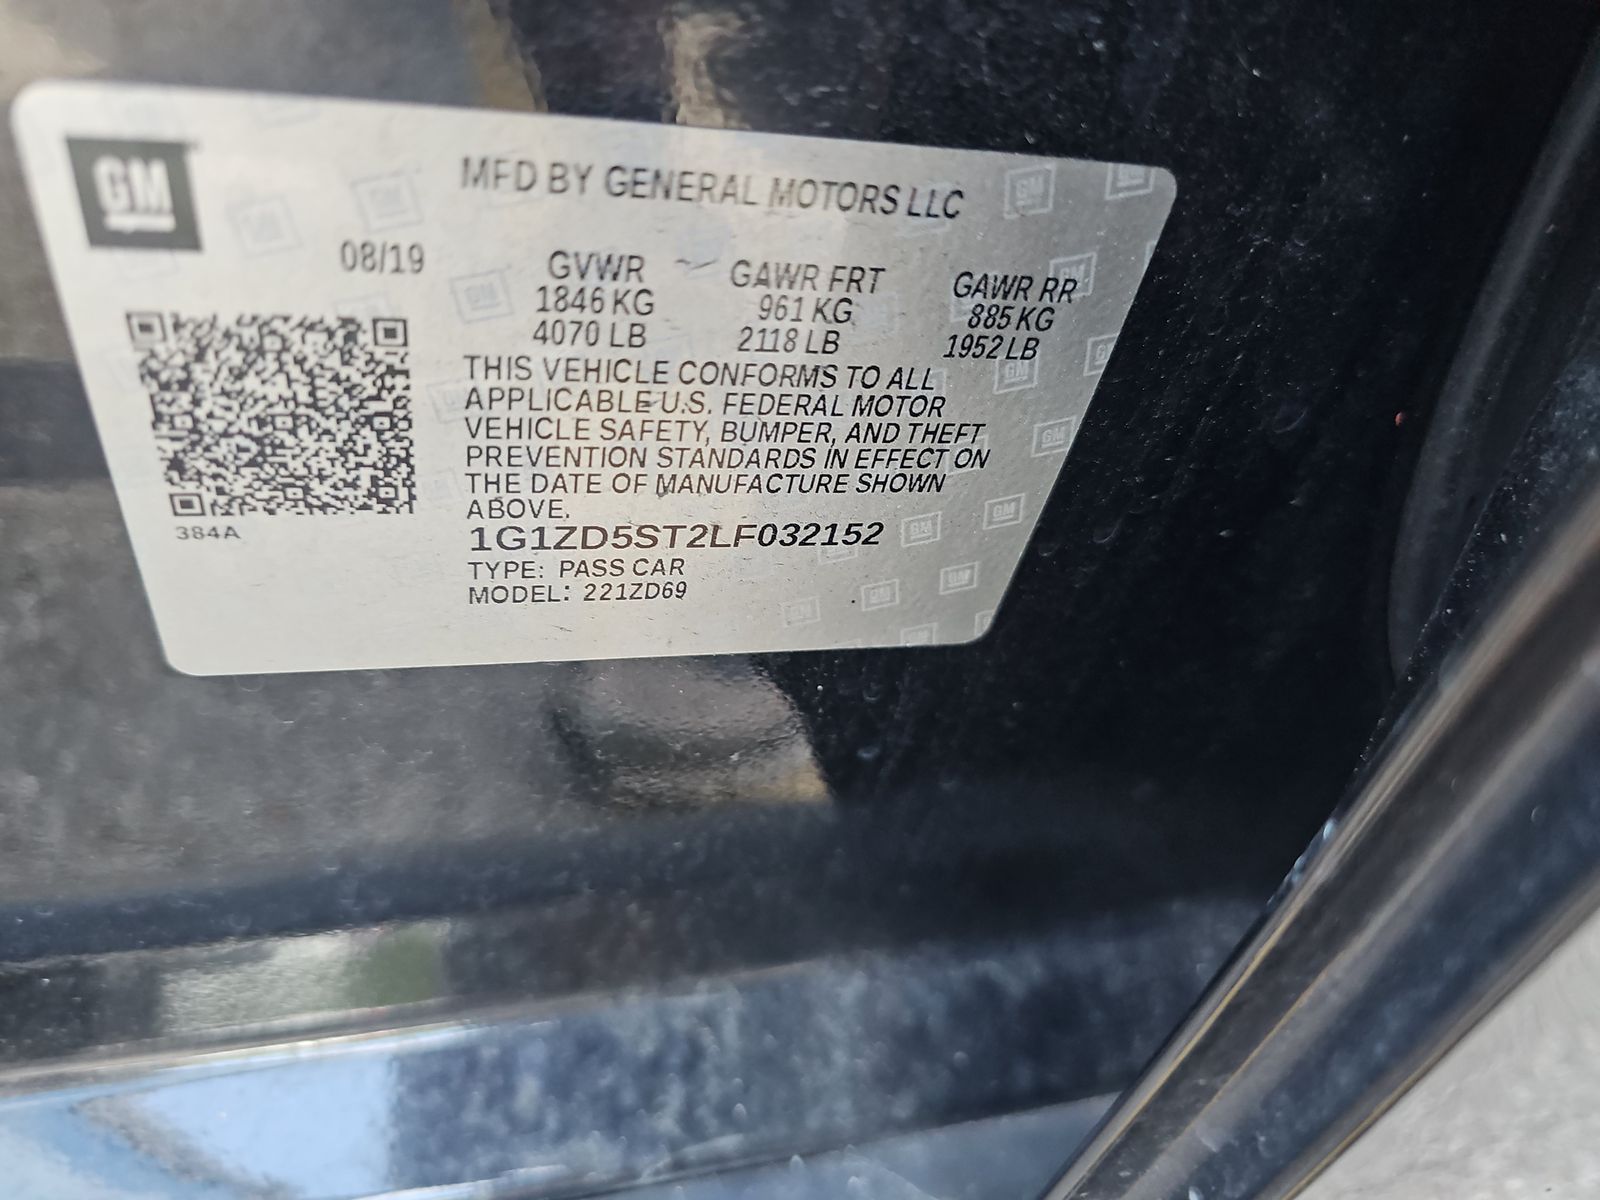 GM
MFD BY GENERAL MOTORS LLC
08/19
GVWR GAWR FRT GAWR RR
1846 KG 961 KG 885 KG
4070 LB 2118 LB 1952 LB
THIS VEHICLE CONFORMS TO ALL
APPLICABLE U.S. FEDERAL MOTOR
VEHICLE SAFETY, BUMPER, AND THEFT
PREVENTION STANDARDS IN EFFECT ON
THE DATE OF MANUFACTURE SHOWN
ABOVE.
384A
1G1ZD5ST2LF032152
TYPE: PASS CAR
MODEL: 221ZD69